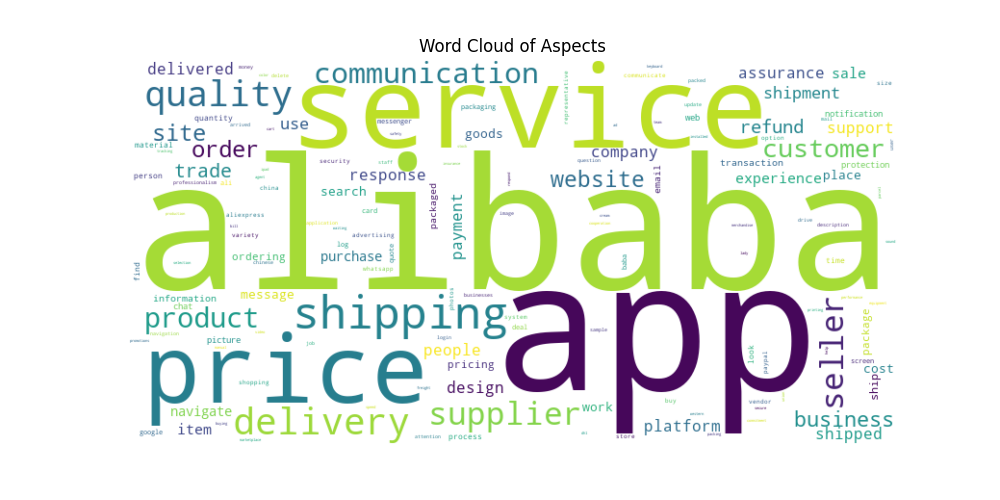 Word Cloud of Aspects
delivered money
communication
communicate
assurance sale
quality
service
shipment
size
quantity
packaging
representative
update
notification
site
use
messenger
goods
web
refund
support
arrived
material
order
company
option
customer
trade
security
staff
response
website
question
transaction
protection
person
professionalism
china
search
packaged
email
experience
place
alibaba
aliexpress
card
payment
image
variety
advertising
drive
description
ordering
log
purchase
quote
baba
time
chinese
whatsapp
find
app
information
message
photos
businesses
chat
product
shipping
system
deal
sample
seller
package
picture
job
login
people
look
paypal
screen
price
pricing
cost
shopping
design
ship
navigate
delivery
supplier
work
buy
vendor
business
google
item
attention
process
store
platform
shipped